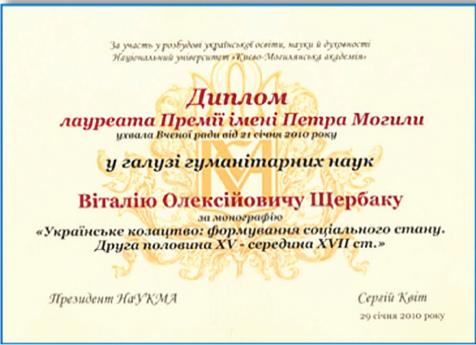 За участь у розбудові української освіти, науки й духовності
Національний університет «Києво-Могилянська академія»
Диплом
лауреата Премії імені Петра Могили
ухвала Вченої ради від 21 січня 2010 року
у галузі гуманітарних наук
Віталію Олексійовичу Щербаку
за монографію
«Українське козацтво: формування соціального стану.
Друга половина XV - середина XVII ст.»
Президент НаУКМА Сергій Квіт
29 січня 2010 року